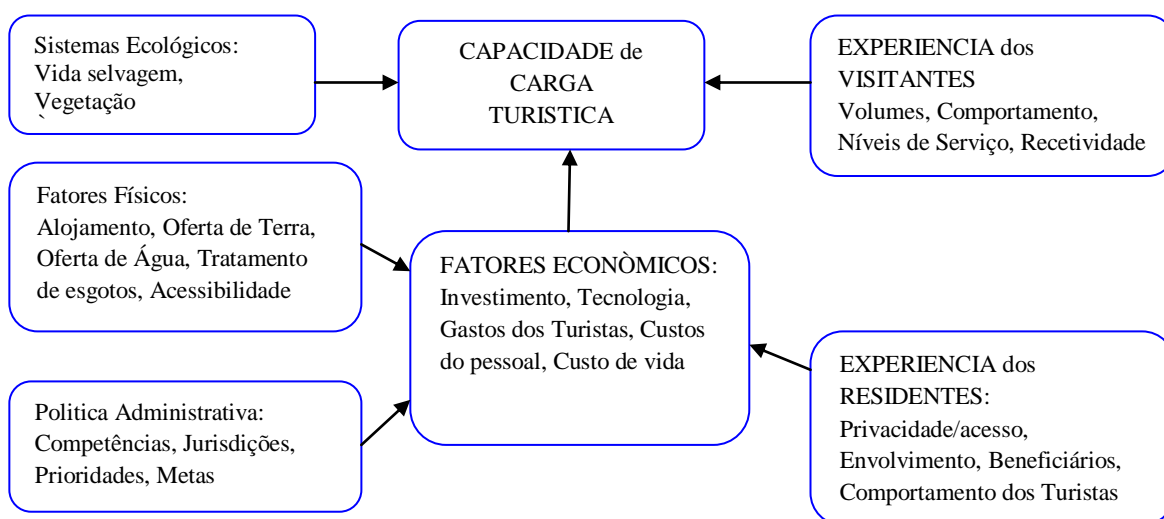 Sistemas Ecológicos:
Vida selvagem,
Vegetação
`
CAPACIDADE de
CARGA
TURISTICA
EXPERIENCIA dos
VISITANTES
Volumes, Comportamento,
Níveis de Serviço, Recetividade
Fatores Físicos:
Alojamento, Oferta de Terra,
Oferta de Água, Tratamento
de esgotos, Acessibilidade
FATORES ECONÒMICOS:
Investimento, Tecnologia,
Gastos dos Turistas, Custos
do pessoal, Custo de vida
Politica Administrativa:
Competências, Jurisdições,
Prioridades, Metas
EXPERIENCIA dos
RESIDENTES:
Privacidade/acesso,
Envolvimento, Beneficiários,
Comportamento dos Turistas